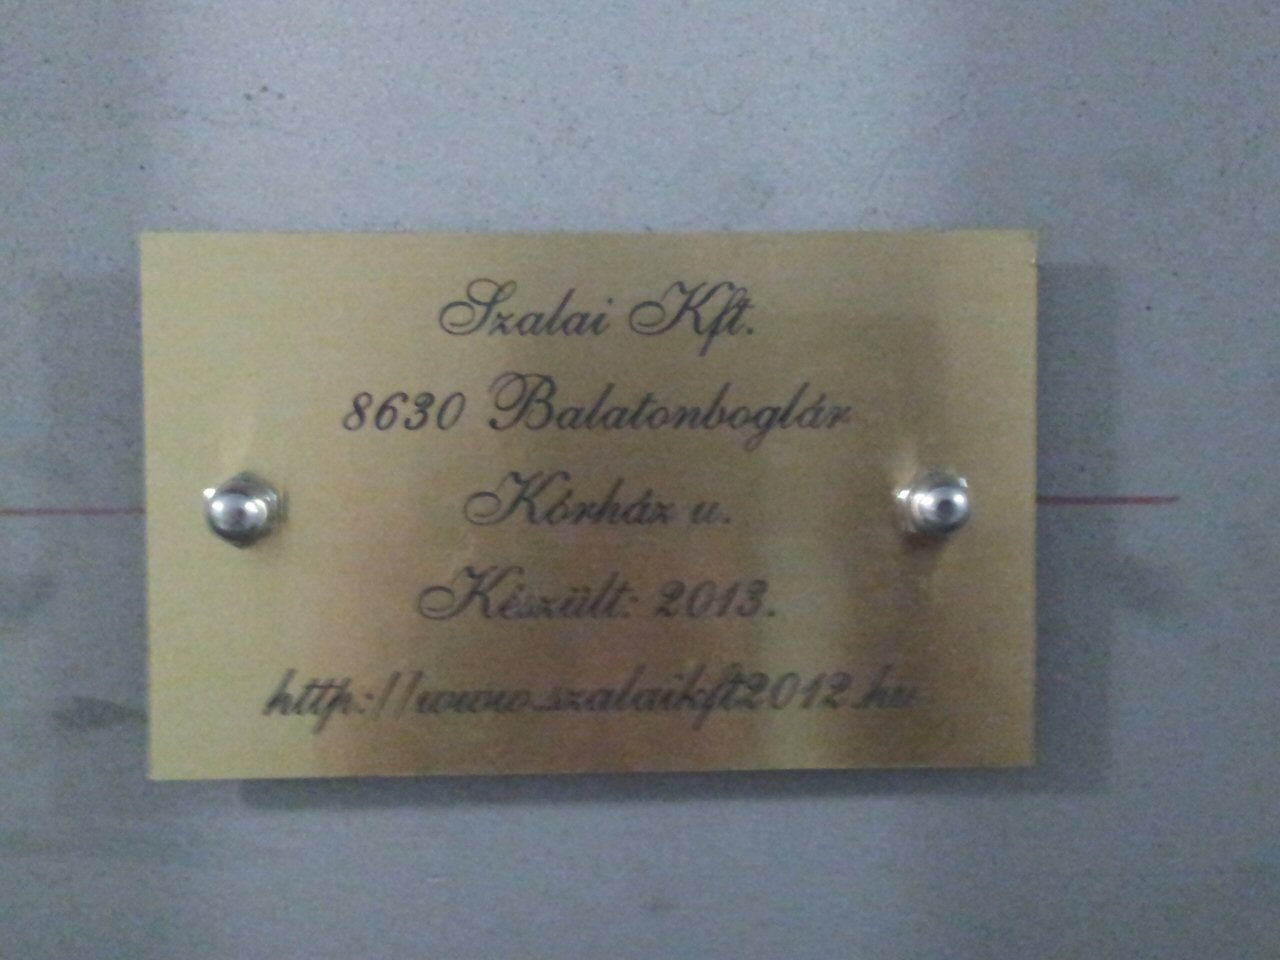 Szalai Kft.
8630 Balatonboglár
Kórház u.
Készült: 2013.
http://www.szalaikft2012.hu